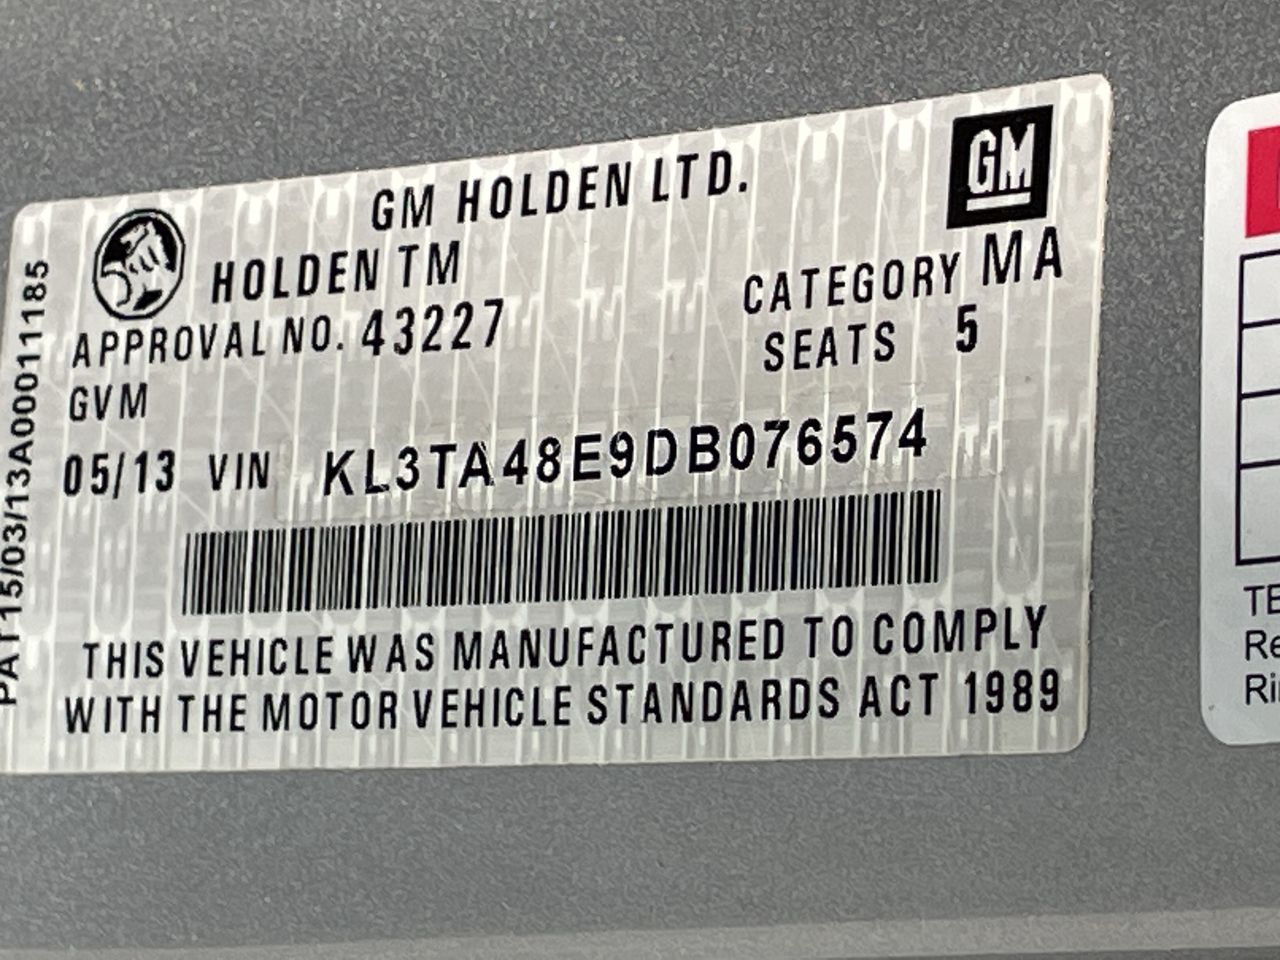 GM HOLDEN LTD.
GM
HOLDEN TM
CATEGORY MA
APPROVAL NO. 43227
SEATS 5
GVM
05/13 VIN KL3TA48E9DB076574
THIS VEHICLE WAS MANUFACTURED TO COMPLY
WITH THE MOTOR VEHICLE STANDARDS ACT 1989
PAT15/03/13A00011185